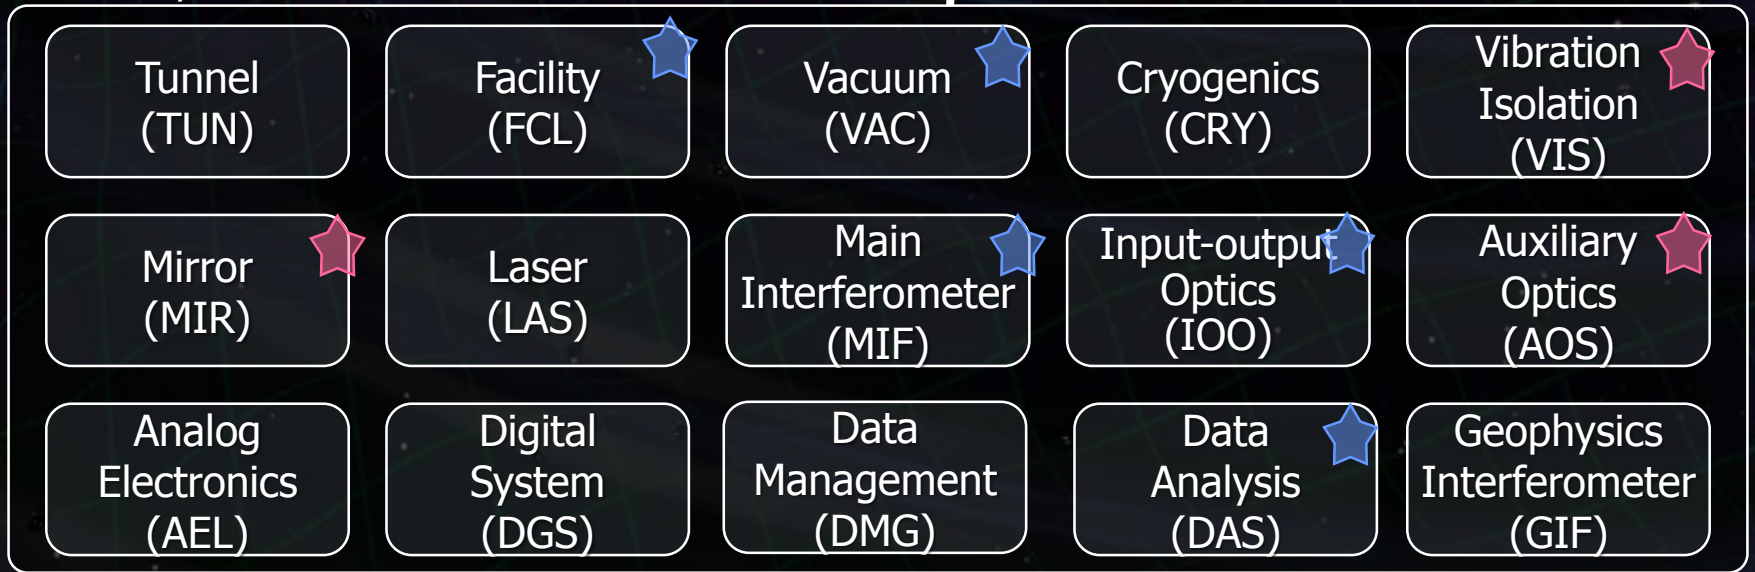 Tunnel
(TUN)
Facility
(FCL)
Vacuum
(VAC)
Cryogenics
(CRY)
Vibration
Isolation
(VIS)
Mirror
(MIR)
Laser
(LAS)
Main
Interferometer
(MIF)
Input-output
Optics
(IOO)
Auxiliary
Optics
(AOS)
Analog
Electronics
(AEL)
Digital
System
(DGS)
Data
Management
(DMG)
Data
Analysis
(DAS)
Geophysics
Interferometer
(GIF)